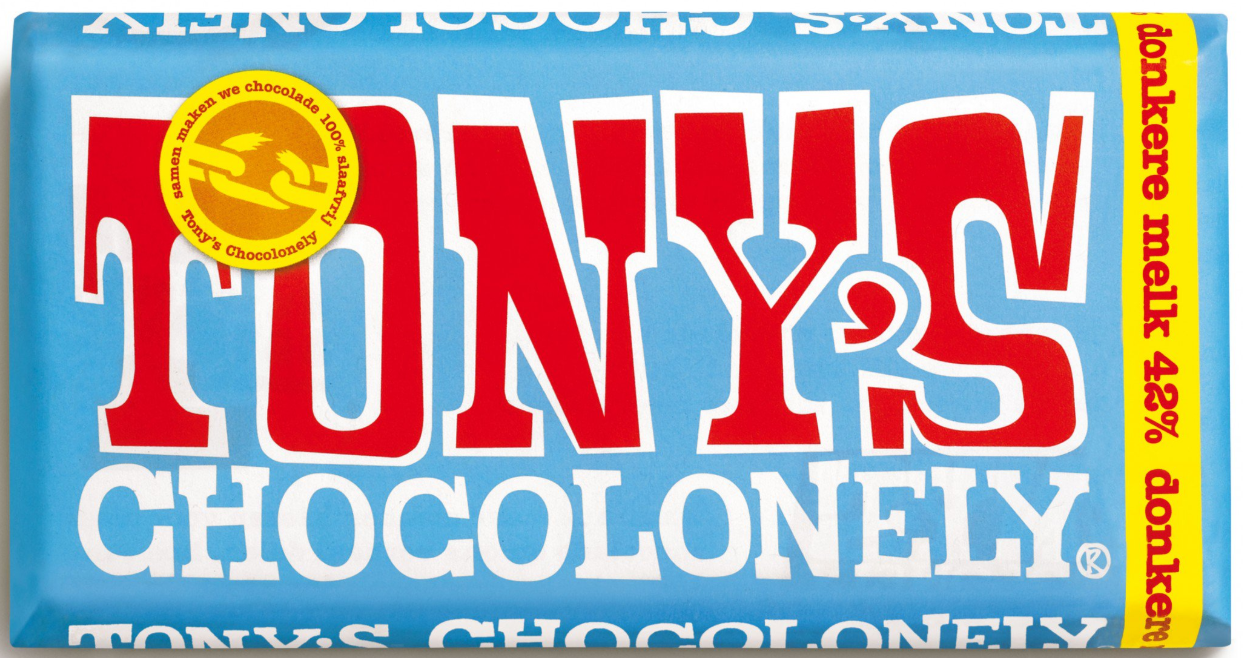 TONY'S CHOCOLONELY
samen maken we chocolade 100% slaafvrij
Tony's Chocolonely
TONY'S
CHOCOLONELY®
TONY'S CHOCOLONELY
donkere melk 42% donkere